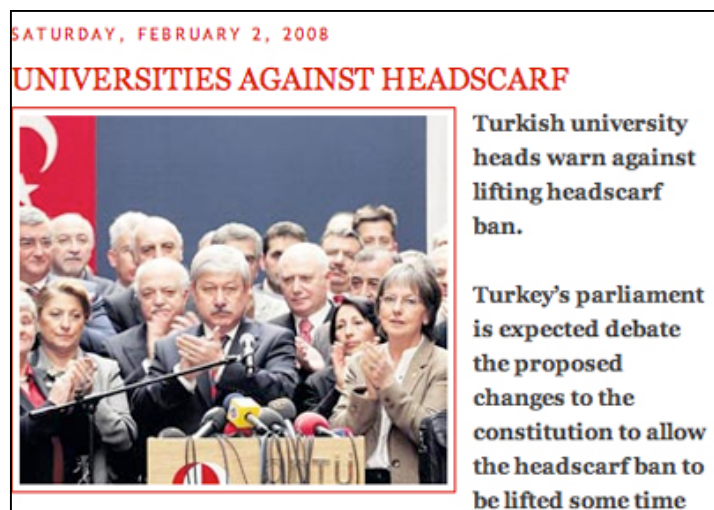 SATURDAY, FEBRUARY 2, 2008
UNIVERSITIES AGAINST HEADSCARF
Turkish university
heads warn against
lifting headscarf
ban.
Turkey’s parliament
is expected debate
the proposed
changes to the
constitution to allow
the headscarf ban to
be lifted some time
ODTÜ